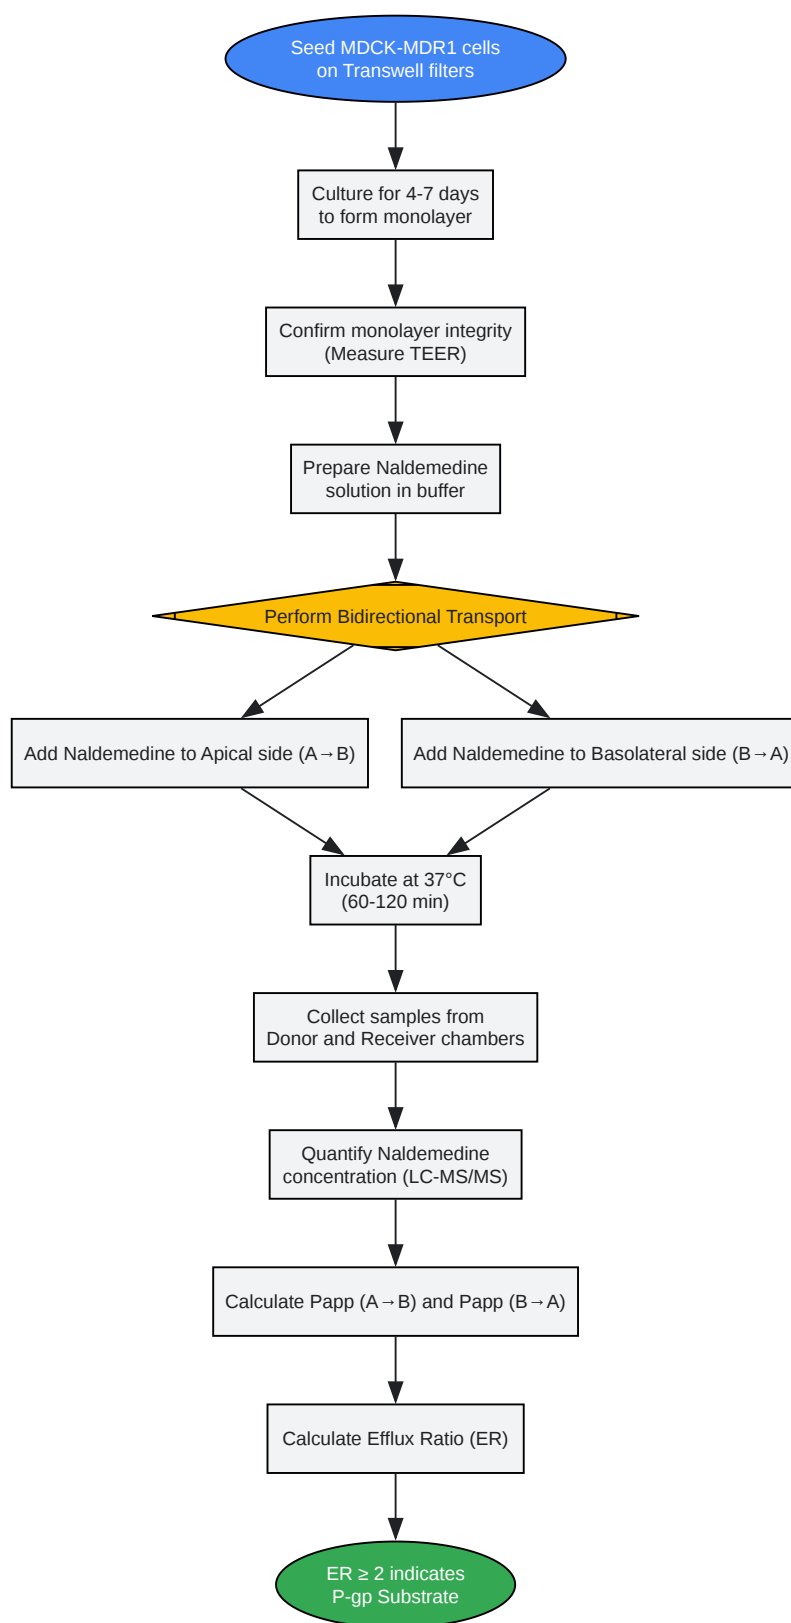 Seed MDCK-MDR1 cells
on Transwell filters
Culture for 4-7 days
to form monolayer
Confirm monolayer integrity
(Measure TEER)
Prepare Naldemedine
solution in buffer
Perform Bidirectional Transport
Add Naldemedine to Apical side (A→B)
Add Naldemedine to Basolateral side (B→A)
Incubate at 37°C
(60-120 min)
Collect samples from
Donor and Receiver chambers
Quantify Naldemedine
concentration (LC-MS/MS)
Calculate Papp (A→B) and Papp (B→A)
Calculate Efflux Ratio (ER)
ER ≥ 2 indicates
P-gp Substrate